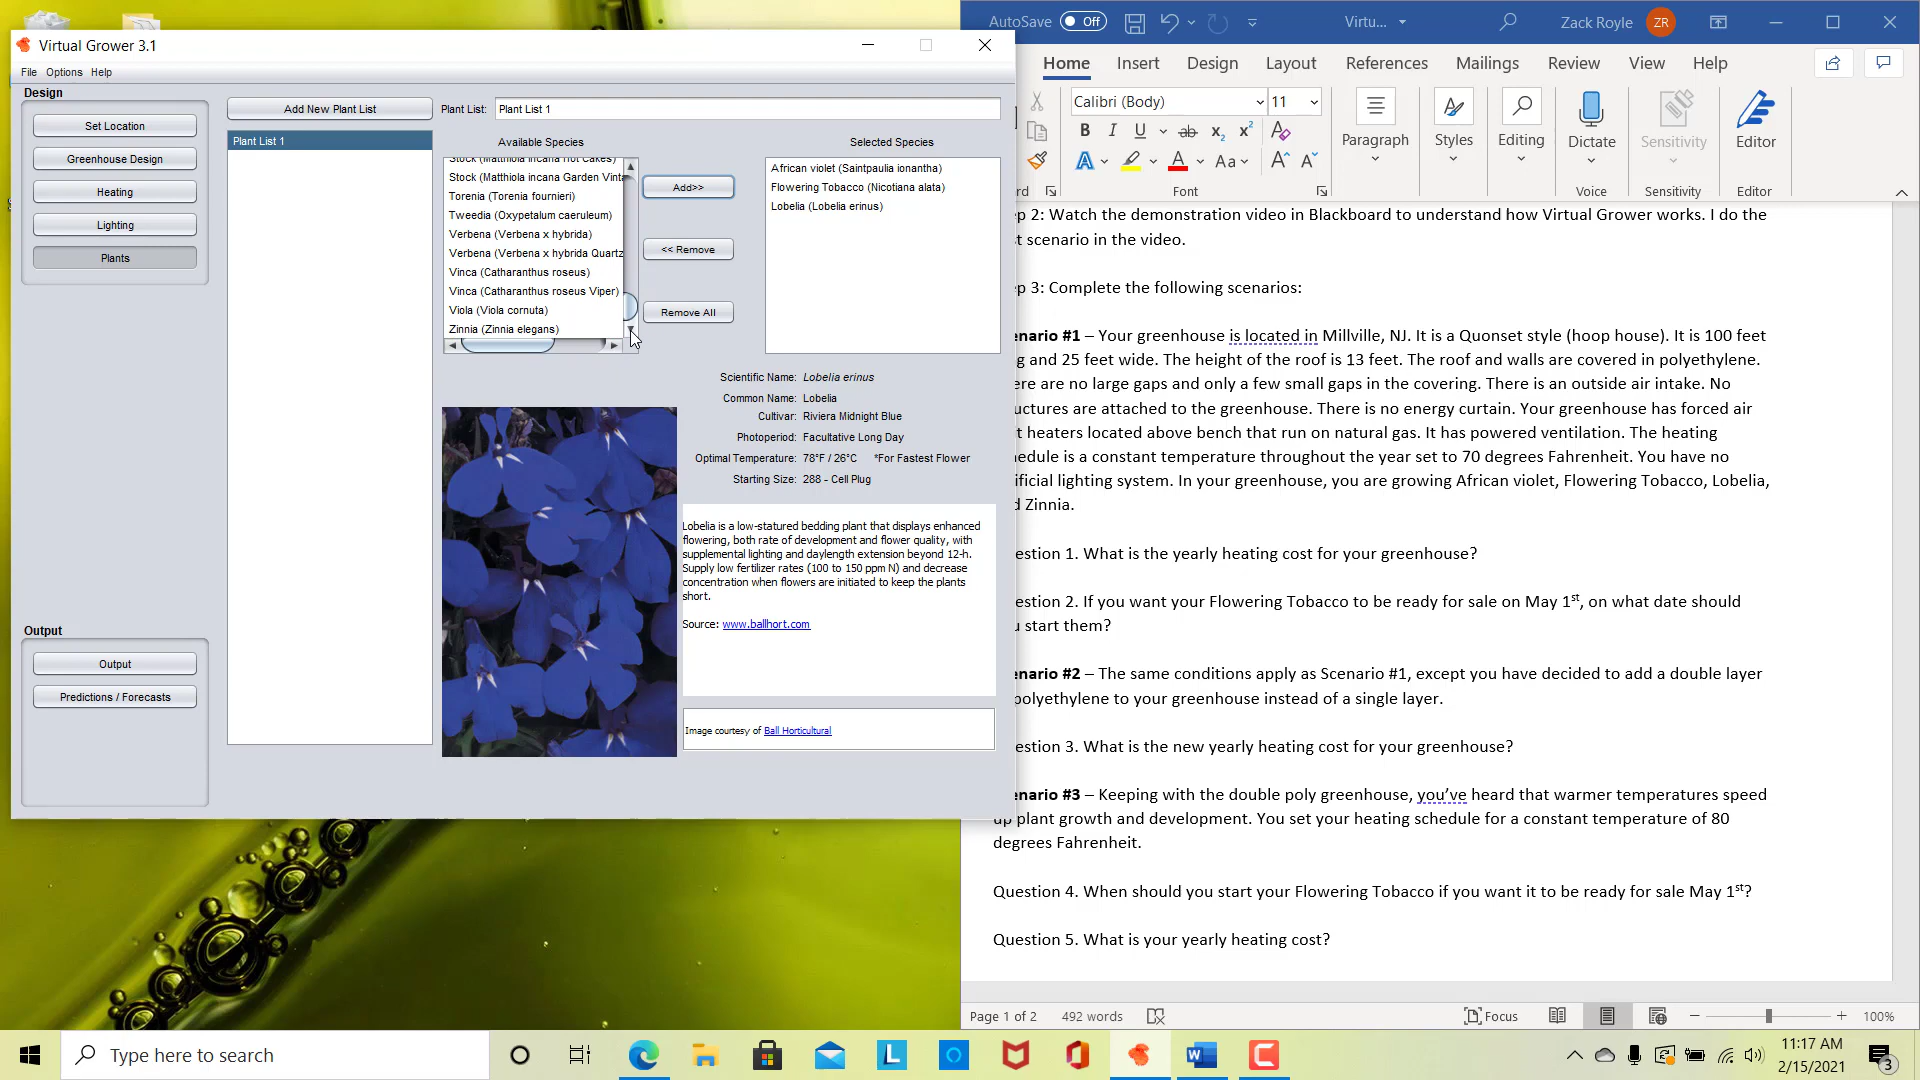 Virtual Grower 3.1
File Options Help
Design
Set Location
Greenhouse Design
Heating
Lighting
Plants
Output
Output
Predictions / Forecasts
Add New Plant List
Plant List 1
Plant List: Plant List 1
Available Species
Stock (Matthiola incana Hot Cakes)
Stock (Matthiola incana Garden Vinta
Torenia (Torenia fournieri)
Tweedia (Oxypetalum caeruleum)
Verbena (Verbena x hybrida)
Verbena (Verbena x hybrida Quartz
Vinca (Catharanthus roseus)
Vinca (Catharanthus roseus Viper)
Viola (Viola cornuta)
Zinnia (Zinnia elegans)
Add>>
<< Remove
Remove All
Selected Species
African violet (Saintpaulia ionantha)
Flowering Tobacco (Nicotiana alata)
Lobelia (Lobelia erinus)
Scientific Name: Lobelia erinus
Common Name: Lobelia
Cultivar: Riviera Midnight Blue
Photoperiod: Facultative Long Day
Optimal Temperature: 78°F / 26°C *For Fastest Flower
Starting Size: 288 - Cell Plug
Lobelia is a low-statured bedding plant that displays enhanced
flowering, both rate of development and flower quality, with
supplemental lighting and daylength extension beyond 12-h.
Supply low fertilizer rates (100 to 150 ppm N) and decrease
concentration when flowers are initiated to keep the plants
short.
Source: www.ballhort.com
Image courtesy of Ball Horticultural
AutoSave Off Virtu... Zack Royle ZR
Home Insert Design Layout References Mailings Review View Help
Calibri (Body) 11
B I U ab x2 x2
A A Aa A A
Paragraph Styles Editing Dictate Sensitivity Editor
rd Font Voice Sensitivity Editor
ep 2: Watch the demonstration video in Blackboard to understand how Virtual Grower works. I do the
st scenario in the video.
ep 3: Complete the following scenarios:
enario #1 – Your greenhouse is located in Millville, NJ. It is a Quonset style (hoop house). It is 100 feet
g and 25 feet wide. The height of the roof is 13 feet. The roof and walls are covered in polyethylene.
ere are no large gaps and only a few small gaps in the covering. There is an outside air intake. No
uctures are attached to the greenhouse. There is no energy curtain. Your greenhouse has forced air
t heaters located above bench that run on natural gas. It has powered ventilation. The heating
hedule is a constant temperature throughout the year set to 70 degrees Fahrenheit. You have no
ificial lighting system. In your greenhouse, you are growing African violet, Flowering Tobacco, Lobelia,
d Zinnia.
estion 1. What is the yearly heating cost for your greenhouse?
estion 2. If you want your Flowering Tobacco to be ready for sale on May 1st, on what date should
u start them?
enario #2 – The same conditions apply as Scenario #1, except you have decided to add a double layer
polyethylene to your greenhouse instead of a single layer.
estion 3. What is the new yearly heating cost for your greenhouse?
enario #3 – Keeping with the double poly greenhouse, you've heard that warmer temperatures speed
up plant growth and development. You set your heating schedule for a constant temperature of 80
degrees Fahrenheit.
Question 4. When should you start your Flowering Tobacco if you want it to be ready for sale May 1st?
Question 5. What is your yearly heating cost?
Page 1 of 2 492 words Focus 100%
Type here to search
11:17 AM
2/15/2021
3